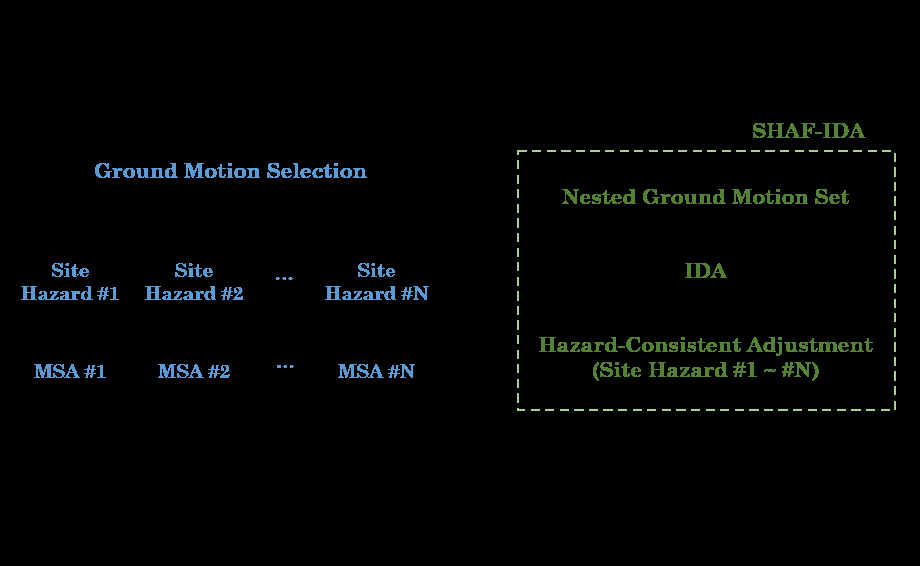 SHAF-IDA
Ground Motion Selection
Nested Ground Motion Set
Site Site ... Site
Hazard #1 Hazard #2 Hazard #N
IDA
Hazard-Consistent Adjustment
(Site Hazard #1 ~ #N)
MSA #1 MSA #2 ... MSA #N